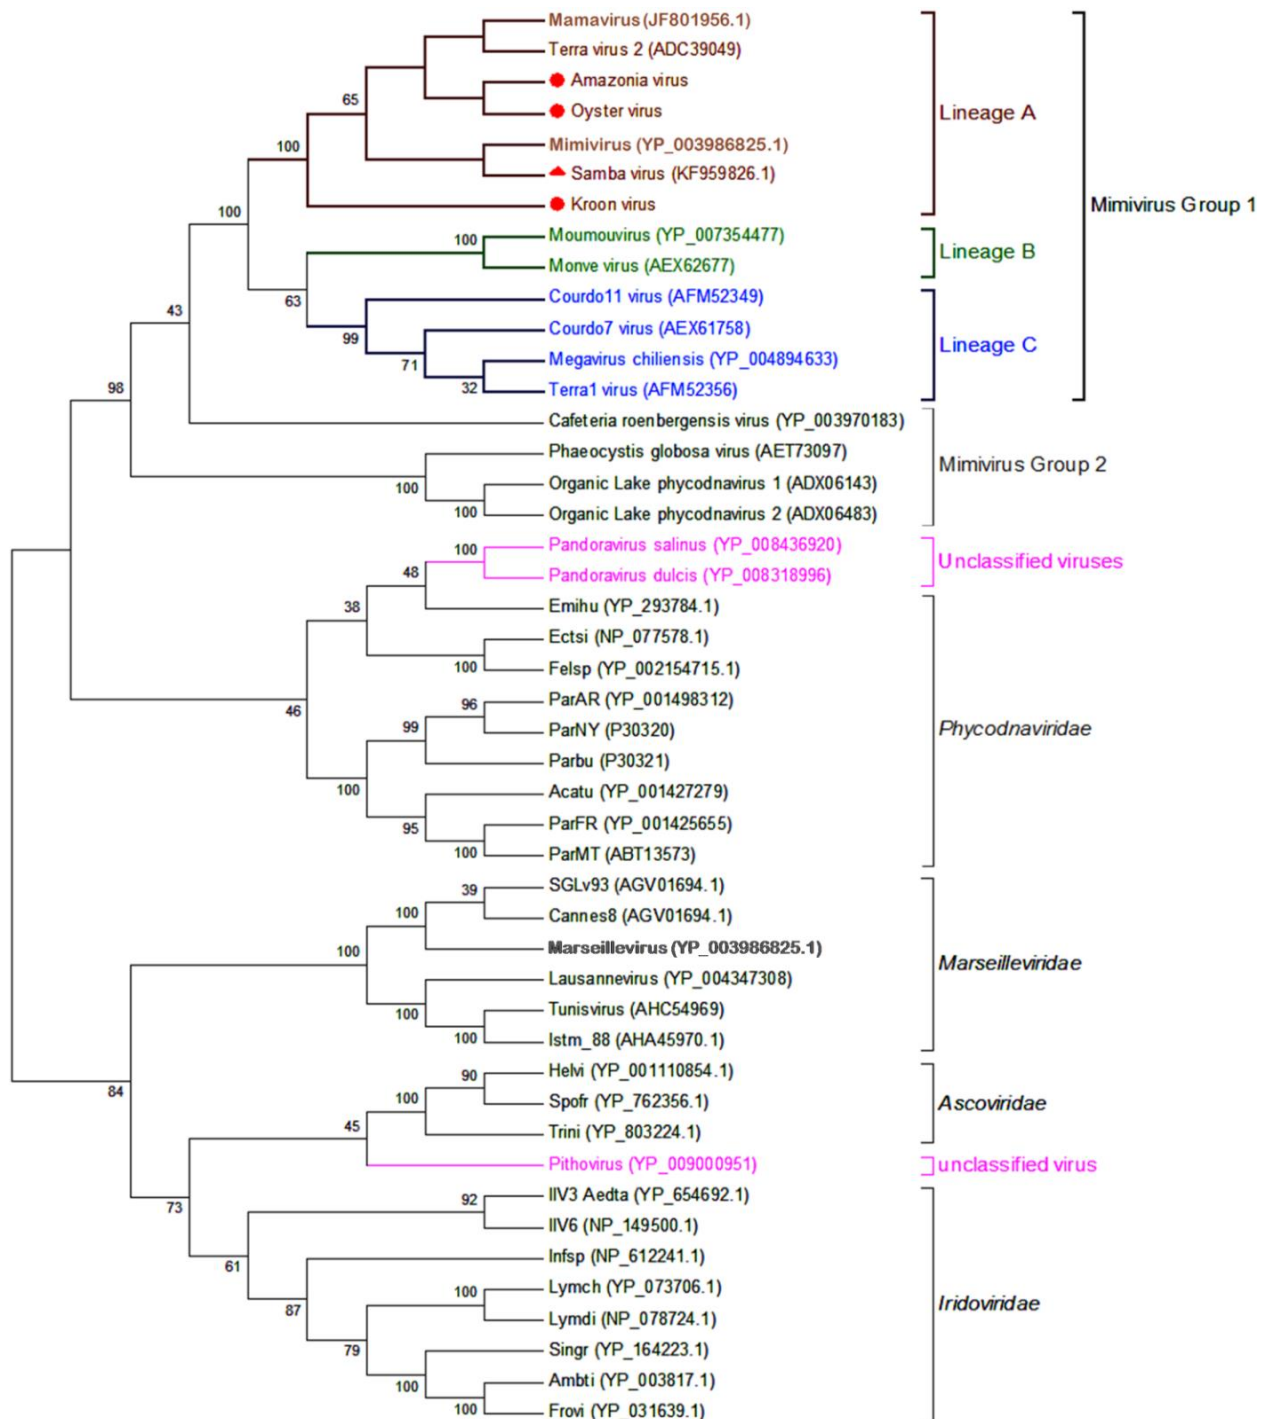 Mamavirus (JF801956.1)
Terra virus 2 (ADC39049)
Amazonia virus
65
Oyster virus
Lineage A
Mimivirus (YP_003986825.1)
100
Samba virus (KF959826.1)
Kroon virus
Mimivirus Group 1
100
Moumouvirus (YP_007354477)
100
Lineage B
Monve virus (AEX62677)
63
Courdo11 virus (AFM52349)
43
Courdo7 virus (AEX61758)
99
Lineage C
Megavirus chiliensis (YP_004894633)
71
98
32
Terra1 virus (AFM52356)
Cafeteria roenbergensis virus (YP_003970183)
Phaeocystis globosa virus (AET73097)
Mimivirus Group 2
100
Organic Lake phycodnavirus 1 (ADX06143)
100
Organic Lake phycodnavirus 2 (ADX06483)
Pandoravirus salinus (YP_008436920)
100
Unclassified viruses
48
Pandoravirus dulcis (YP_008318996)
38
Emihu (YP_293784.1)
Ectsi (NP_077578.1)
100
Felsp (YP_002154715.1)
46
96
ParAR (YP_001498312)
99
ParNY (P30320)
Phycodnaviridae
Parbu (P30321)
100
Acatu (YP_001427279)
95
ParFR (YP_001425655)
100
ParMT (ABT13573)
39
SGLv93 (AGV01694.1)
100
Cannes8 (AGV01694.1)
100
Marseillevirus (YP_003986825.1)
Marseilleviridae
Lausannevirus (YP_004347308)
100
Tunisvirus (AHC54969)
100
Istm_88 (AHA45970.1)
90
Helvi (YP_001110854.1)
84
100
Spofr (YP_762356.1)
Ascoviridae
45
Trini (YP_803224.1)
Pithovirus (YP_009000951)
unclassified virus
92
IIV3 Aedta (YP_654692.1)
73
IIV6 (NP_149500.1)
61
Infsp (NP_612241.1)
100
Lymch (YP_073706.1)
87
Iridoviridae
Lymdi (NP_078724.1)
79
Singr (YP_164223.1)
100
Ambti (YP_003817.1)
100
Frovi (YP_031639.1)